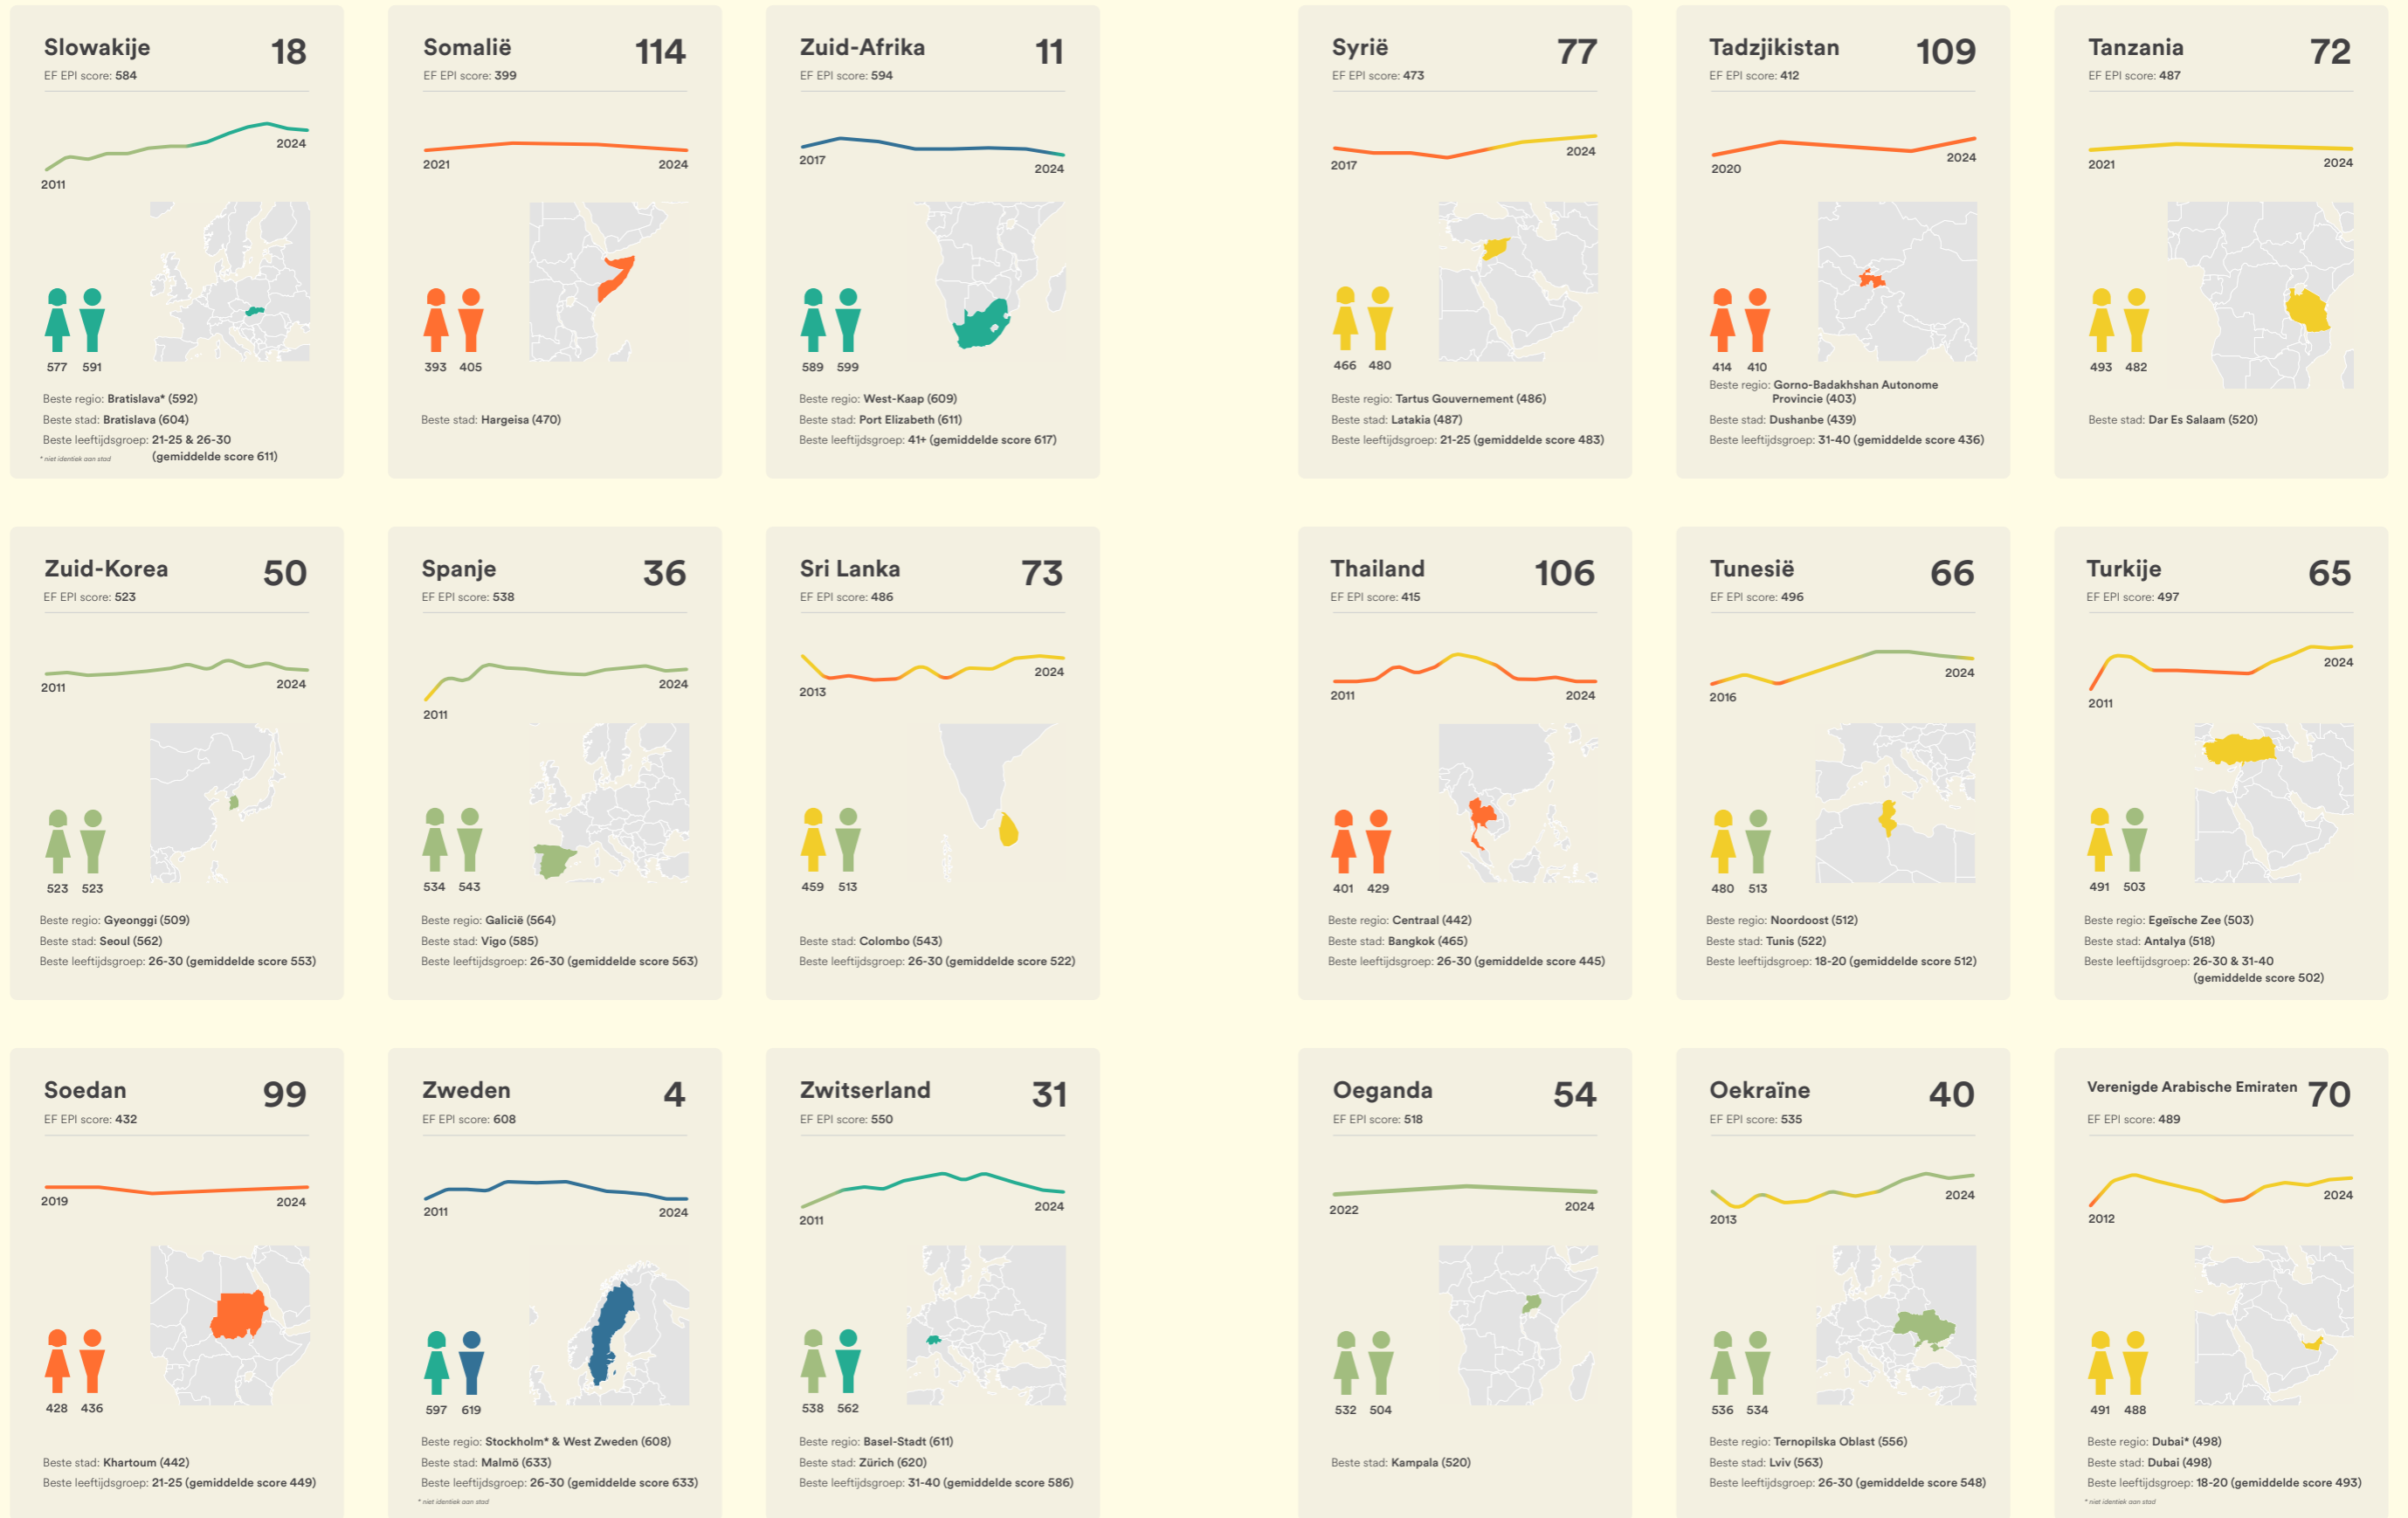 Slowakije 18
EF EPI score: 584
2011
2024
577 591
Beste regio: Bratislava* (592)
Beste stad: Bratislava (604)
Beste leeftijdsgroep: 21-25 & 26-30
(gemiddelde score 611)
* niet identiek aan stad
Somalië 114
EF EPI score: 399
2021
2024
393 405
Beste stad: Hargeisa (470)
Zuid-Afrika 11
EF EPI score: 594
2017
2024
589 599
Beste regio: West-Kaap (609)
Beste stad: Port Elizabeth (611)
Beste leeftijdsgroep: 41+ (gemiddelde score 617)
Syrië 77
EF EPI score: 473
2017
2024
466 480
Beste regio: Tartus Gouvernement (486)
Beste stad: Latakia (487)
Beste leeftijdsgroep: 21-25 (gemiddelde score 483)
Tadzjikistan 109
EF EPI score: 412
2020
2024
414 410
Beste regio: Gorno-Badakhshan Autonome
Provincie (403)
Beste stad: Dushanbe (439)
Beste leeftijdsgroep: 31-40 (gemiddelde score 436)
Tanzania 72
EF EPI score: 487
2021
2024
493 482
Beste stad: Dar Es Salaam (520)
Zuid-Korea 50
EF EPI score: 523
2011
2024
523 523
Beste regio: Gyeonggi (509)
Beste stad: Seoul (562)
Beste leeftijdsgroep: 26-30 (gemiddelde score 553)
Spanje 36
EF EPI score: 538
2011
2024
534 543
Beste regio: Galicië (564)
Beste stad: Vigo (585)
Beste leeftijdsgroep: 26-30 (gemiddelde score 563)
Sri Lanka 73
EF EPI score: 486
2013
2024
459 513
Beste stad: Colombo (543)
Beste leeftijdsgroep: 26-30 (gemiddelde score 522)
Thailand 106
EF EPI score: 415
2011
2024
401 429
Beste regio: Centraal (442)
Beste stad: Bangkok (465)
Beste leeftijdsgroep: 26-30 (gemiddelde score 445)
Tunesië 66
EF EPI score: 496
2016
2024
480 513
Beste regio: Noordoost (512)
Beste stad: Tunis (522)
Beste leeftijdsgroep: 18-20 (gemiddelde score 512)
Turkije 65
EF EPI score: 497
2011
2024
491 503
Beste regio: Egeïsche Zee (503)
Beste stad: Antalya (518)
Beste leeftijdsgroep: 26-30 & 31-40
(gemiddelde score 502)
Soedan 99
EF EPI score: 432
2019
2024
428 436
Beste stad: Khartoum (442)
Beste leeftijdsgroep: 21-25 (gemiddelde score 449)
Zweden 4
EF EPI score: 608
2011
2024
597 619
Beste regio: Stockholm* & West Zweden (608)
Beste stad: Malmö (633)
Beste leeftijdsgroep: 26-30 (gemiddelde score 633)
* niet identiek aan stad
Zwitserland 31
EF EPI score: 550
2011
2024
538 562
Beste regio: Basel-Stadt (611)
Beste stad: Zürich (620)
Beste leeftijdsgroep: 31-40 (gemiddelde score 586)
Oeganda 54
EF EPI score: 518
2022
2024
532 504
Beste stad: Kampala (520)
Oekraïne 40
EF EPI score: 535
2013
2024
536 534
Beste regio: Ternopilska Oblast (556)
Beste stad: Lviv (563)
Beste leeftijdsgroep: 26-30 (gemiddelde score 548)
Verenigde Arabische Emiraten 70
EF EPI score: 489
2012
2024
491 488
Beste regio: Dubai* (498)
Beste stad: Dubai (498)
Beste leeftijdsgroep: 18-20 (gemiddelde score 493)
* niet identiek aan stad